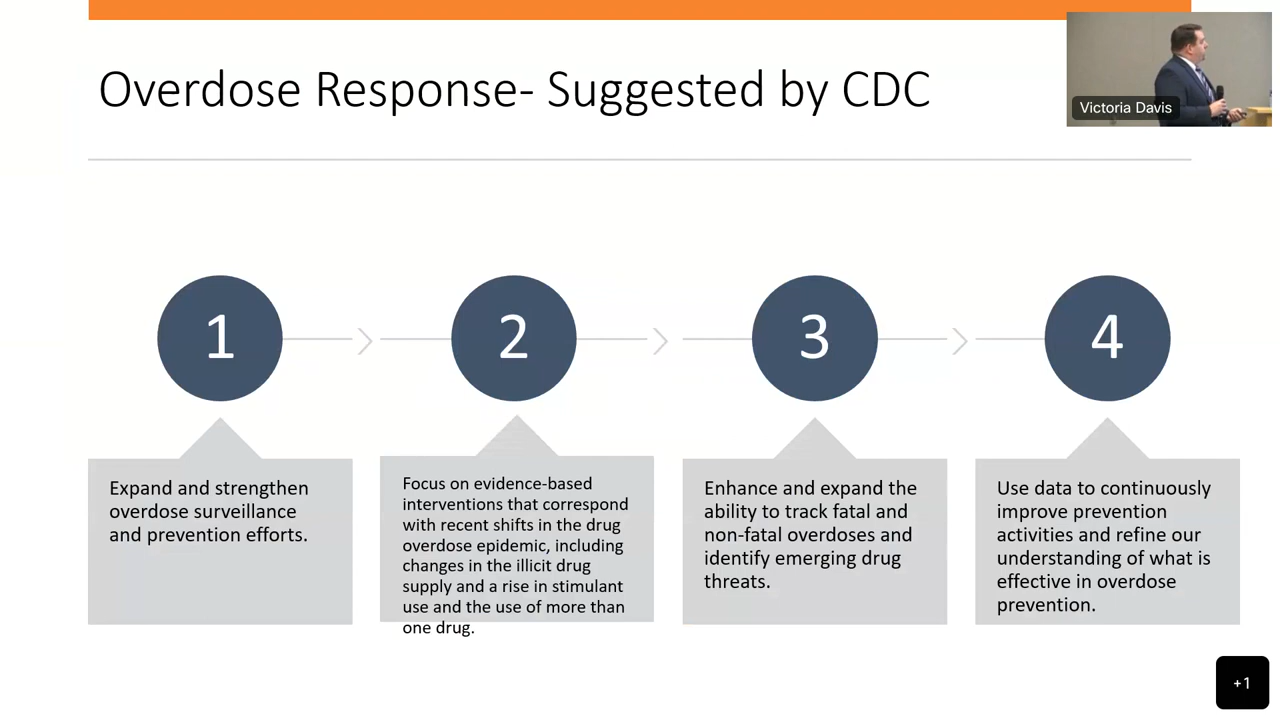 Overdose Response- Suggested by CDC
Victoria Davis
1
2
3
4
Expand and strengthen
overdose surveillance
and prevention efforts.
Focus on evidence-based
interventions that correspond
with recent shifts in the drug
overdose epidemic, including
changes in the illicit drug
supply and a rise in stimulant
use and the use of more than
one drug.
Enhance and expand the
ability to track fatal and
non-fatal overdoses and
identify emerging drug
threats.
Use data to continuously
improve prevention
activities and refine our
understanding of what is
effective in overdose
prevention.
+1